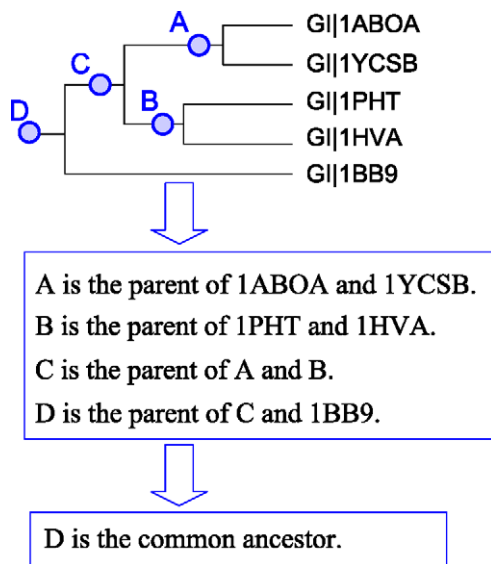 A
GI|1ABOA
GI|1YCSB
C
B
GI|1PHT
D
GI|1HVA
GI|1BB9
A is the parent of 1ABOA and 1YCSB.
B is the parent of 1PHT and 1HVA.
C is the parent of A and B.
D is the parent of C and 1BB9.
D is the common ancestor.